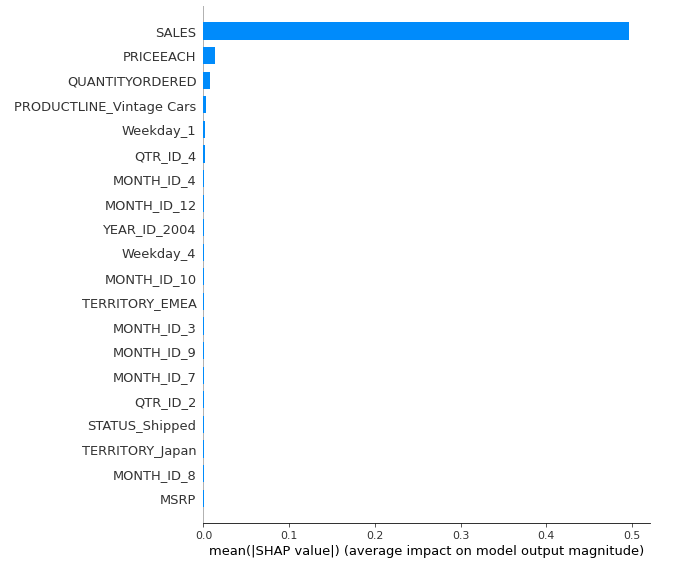 SALES
PRICEEACH
QUANTITYORDERED
PRODUCTLINE_Vintage Cars
Weekday_1
QTR_ID_4
MONTH_ID_4
MONTH_ID_12
YEAR_ID_2004
Weekday_4
MONTH_ID_10
TERRITORY_EMEA
MONTH_ID_3
MONTH_ID_9
MONTH_ID_7
QTR_ID_2
STATUS_Shipped
TERRITORY_Japan
MONTH_ID_8
MSRP
0.0 0.1 0.2 0.3 0.4 0.5
mean(|SHAP value|) (average impact on model output magnitude)